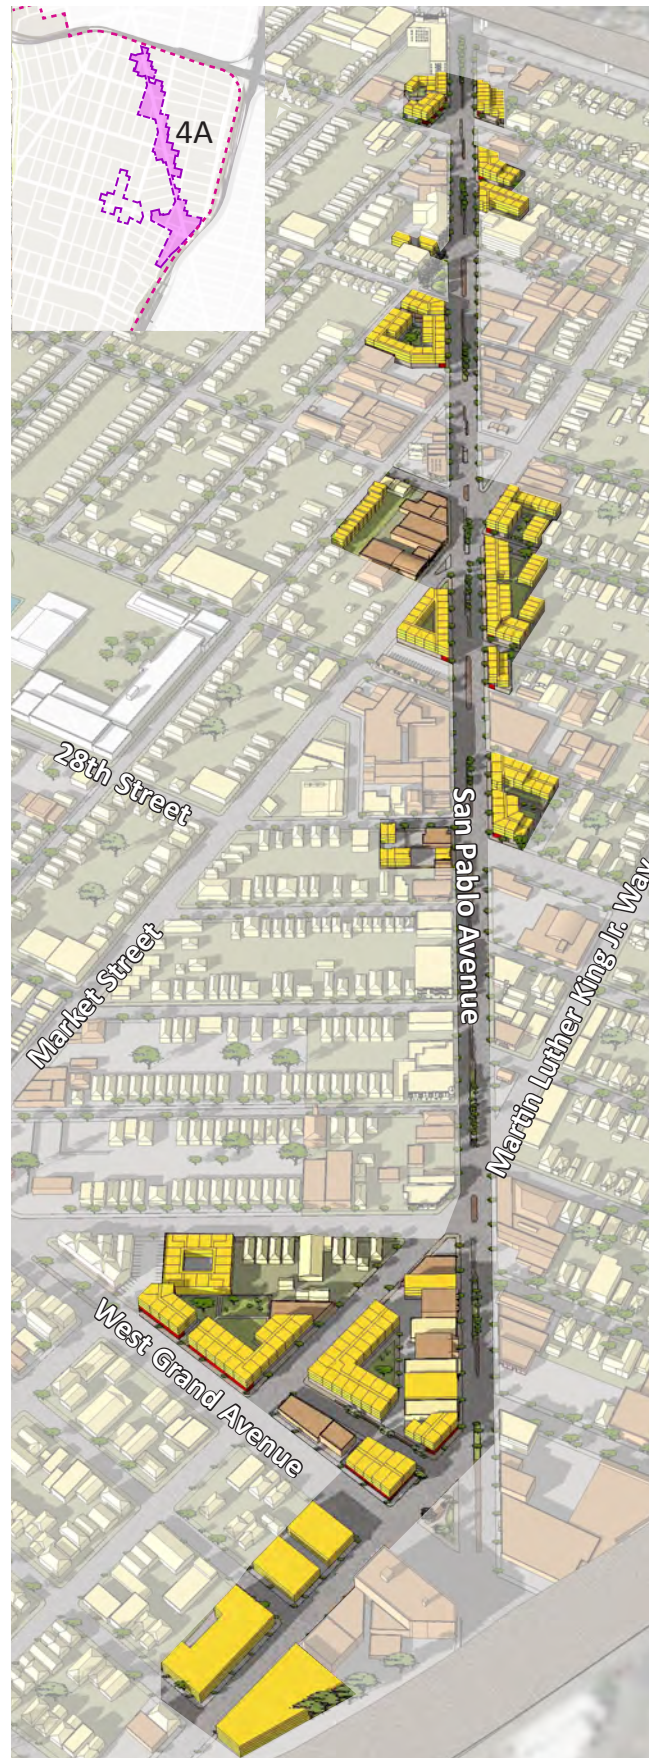 4A
28th Street
San Pablo Avenue
Market Street
Martin Luther King Jr. Way
West Grand Avenue